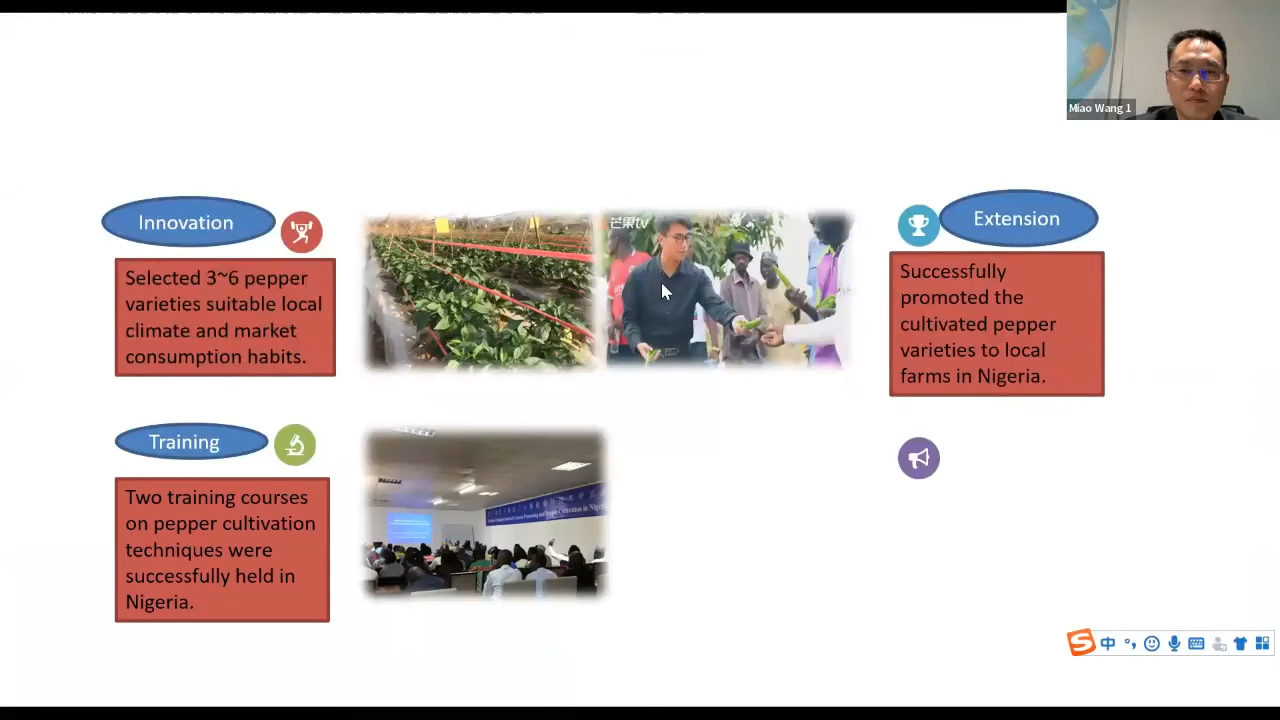 Miao Wang 1
Innovation
Selected 3~6 pepper
varieties suitable local
climate and market
consumption habits.
芒果tv
Extension
Successfully
promoted the
cultivated pepper
varieties to local
farms in Nigeria.
Training
Two training courses
on pepper cultivation
techniques were
successfully held in
Nigeria.
中